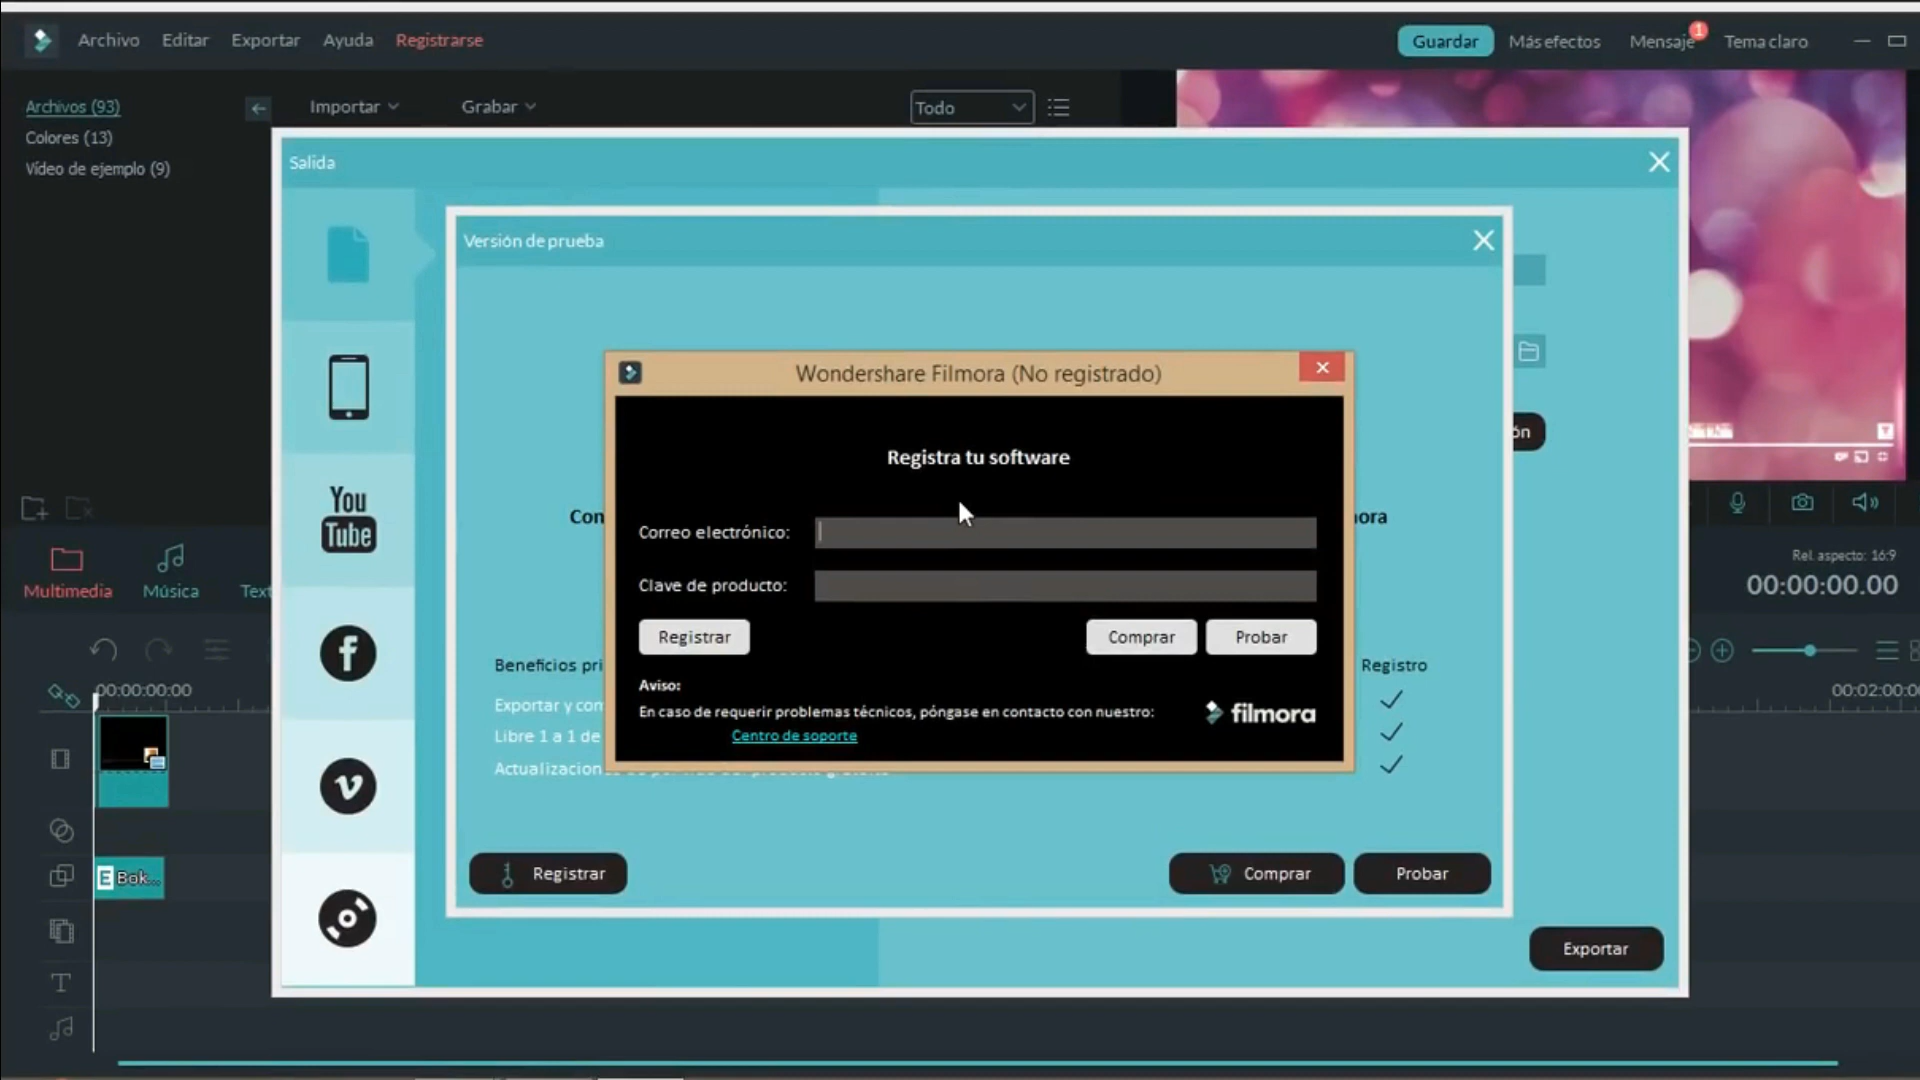 Archivo Editar Exportar Ayuda Registrarse
Guardar Más efectos Mensaje 1 Tema claro
Archivos (93)
Importar Grabar Todo
Colores (13)
Vídeo de ejemplo (9)
Salida
Versión de prueba
Wondershare Filmora (No registrado)
Registra tu software
Con
ora
ón
Correo electrónico:
Clave de producto:
Registrar Comprar Probar
Aviso:
En caso de requerir problemas técnicos, póngase en contacto con nuestro:
Centro de soporte
filmora
You
Tube
Beneficios pri
Registro
Exportar y con
Libre 1 a 1 de
Actualizacion
Registrar Comprar Probar
Exportar
Multimedia Música Text
Rel. aspecto: 16:9
00:00:00.00
00:00:00:00
00:02:00:0
E Bok...
T